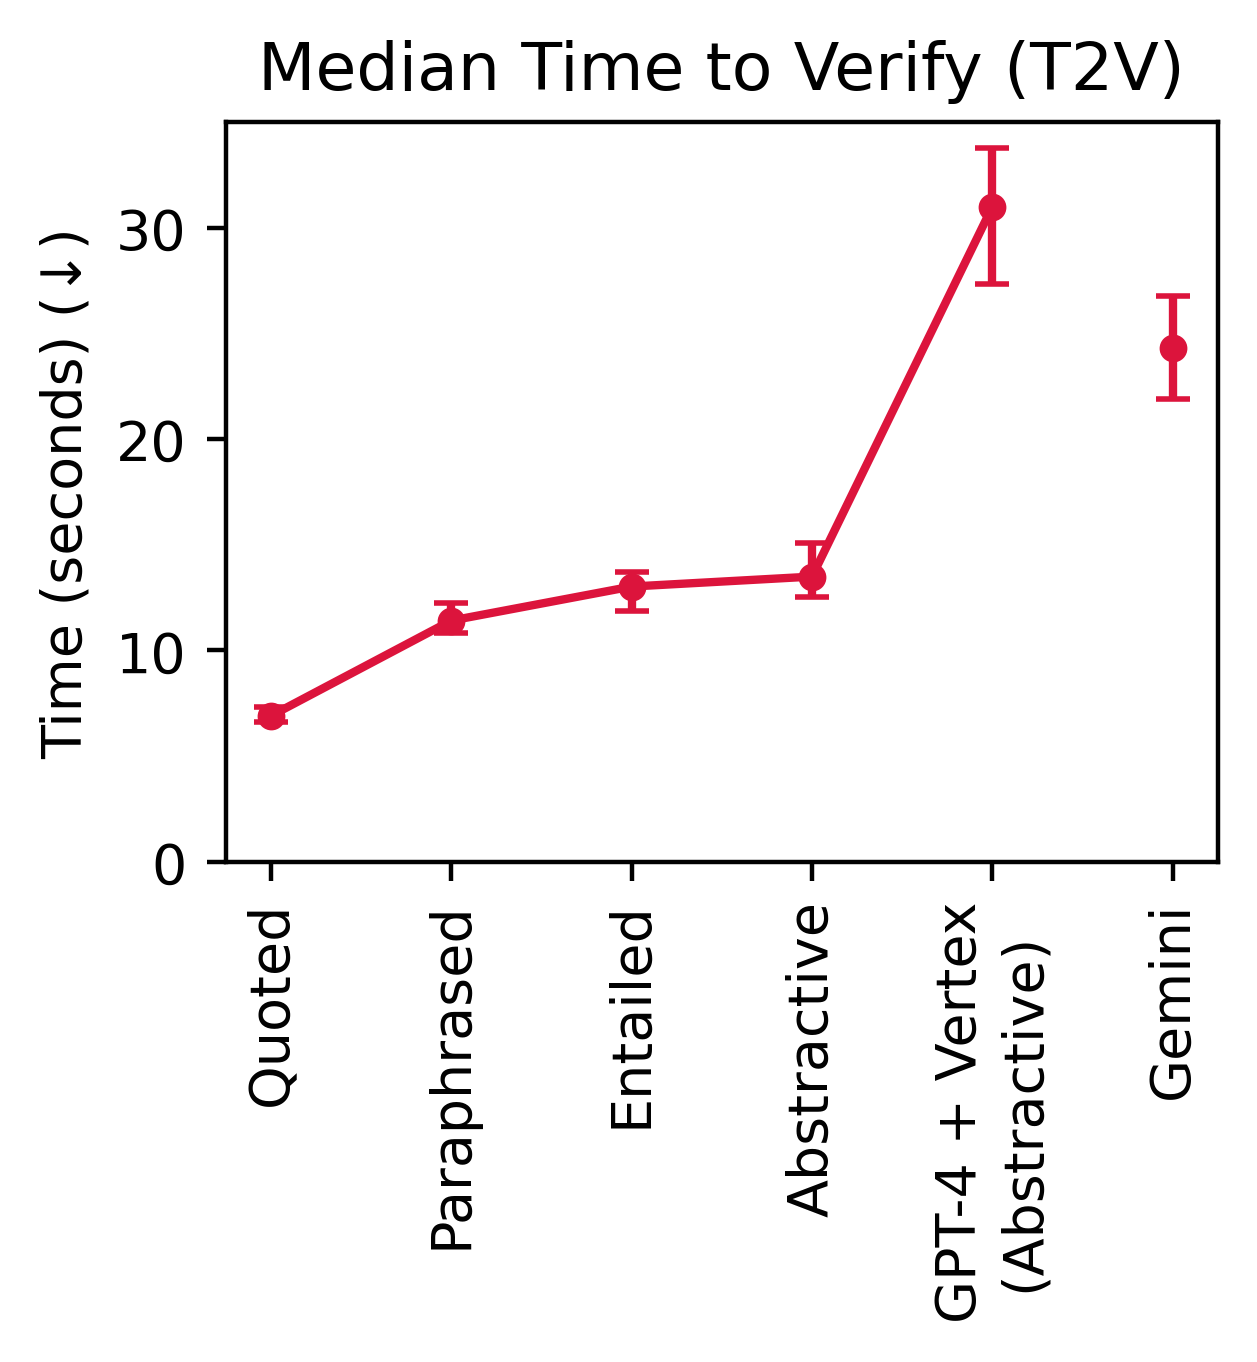 Median Time to Verify (T2V)
Time (seconds) (↓)
30
20
10
0
Quoted
Paraphrased
Entailed
Abstractive
GPT-4 + Vertex
(Abstractive)
Gemini